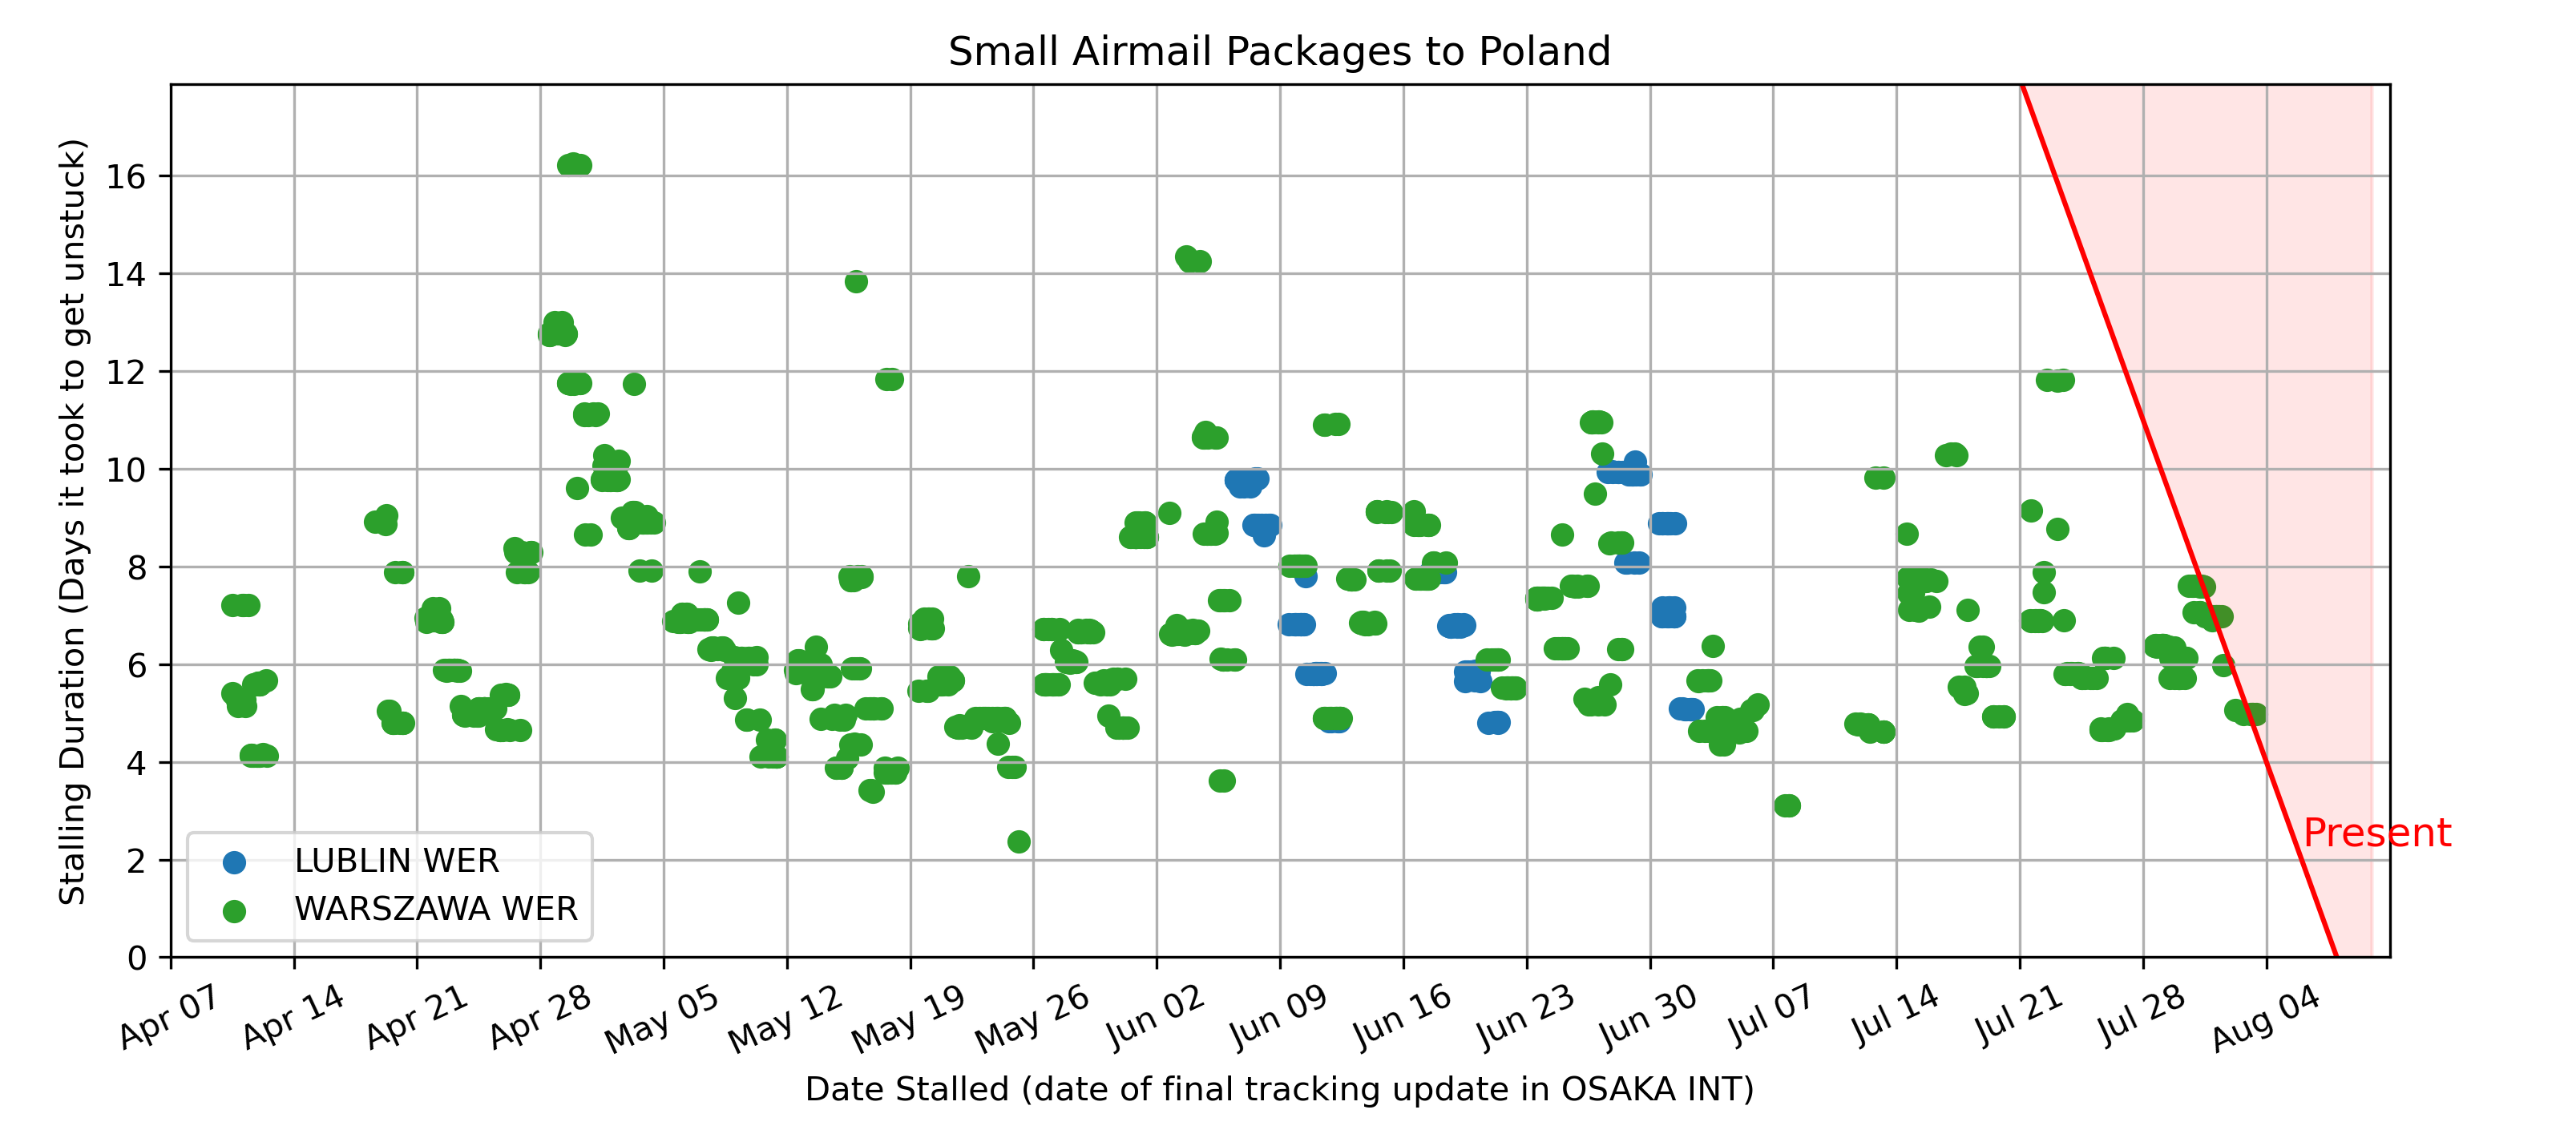 Small Airmail Packages to Poland
Stalling Duration (Days it took to get unstuck)
16
14
12
10
8
6
4
2
0
LUBLIN WER
WARSZAWA WER
Present
Apr 07
Apr 14
Apr 21
Apr 28
May 05
May 12
May 19
May 26
Jun 02
Jun 09
Jun 16
Jun 23
Jun 30
Jul 07
Jul 14
Jul 21
Jul 28
Aug 04
Date Stalled (date of final tracking update in OSAKA INT)